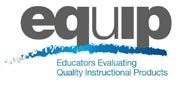 equip
Educators Evaluating
Quality Instructional Products